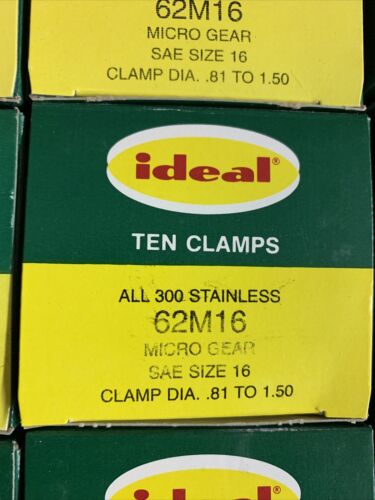 62M16
MICRO GEAR
SAE SIZE 16
CLAMP DIA. .81 TO 1.50
ideal®
TEN CLAMPS
ALL 300 STAINLESS
62M16
MICRO GEAR
SAE SIZE 16
CLAMP DIA. .81 TO 1.50
ideal®